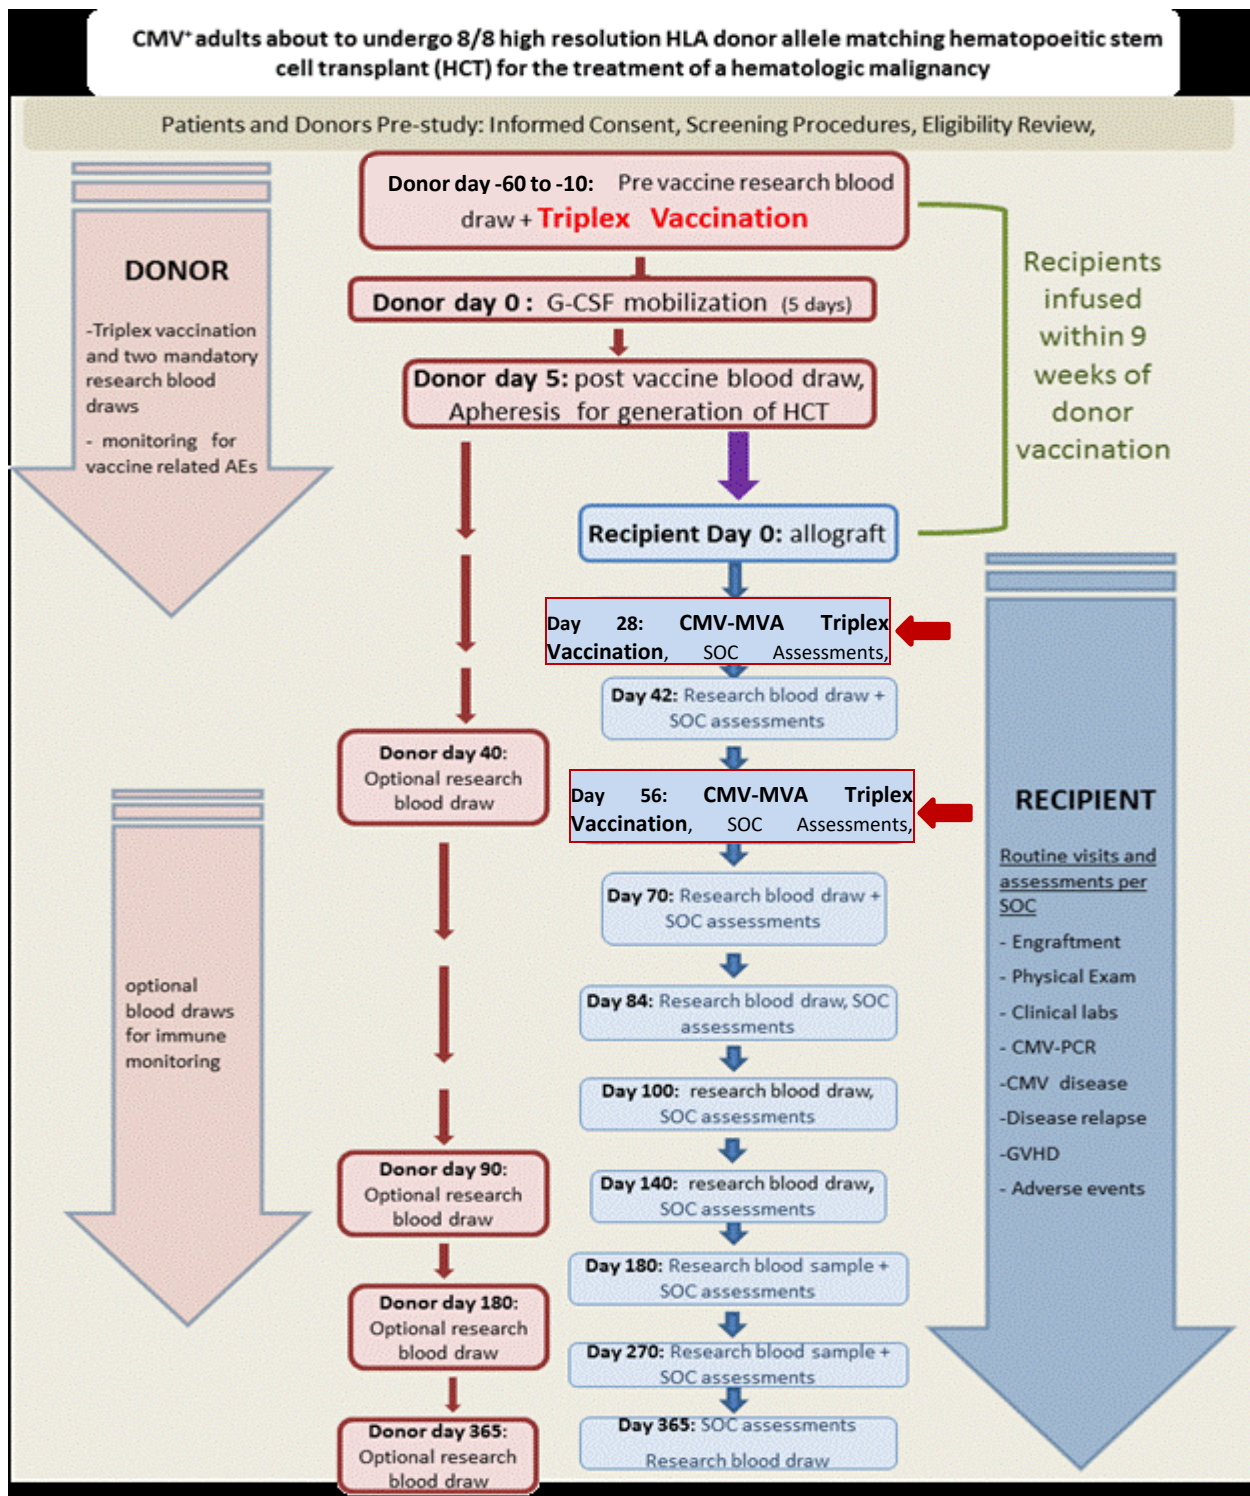 CMV⁺ adults about to undergo 8/8 high resolution HLA donor allele matching hematopoeitic stem
cell transplant (HCT) for the treatment of a hematologic malignancy
Patients and Donors Pre-study: Informed Consent, Screening Procedures, Eligibility Review,
Donor day -60 to -10: Pre vaccine research blood
draw + Triplex Vaccination
DONOR
-Triplex vaccination
and two mandatory
research blood
draws
- monitoring for
vaccine related AEs
Donor day 0 : G-CSF mobilization (5 days)
Donor day 5: post vaccine blood draw,
Apheresis for generation of HCT
Recipients
infused
within 9
weeks of
donor
vaccination
Recipient Day 0: allograft
Day 28: CMV-MVA Triplex
Vaccination, SOC Assessments,
Day 42: Research blood draw +
SOC assessments
Donor day 40:
Optional research
blood draw
Day 56: CMV-MVA Triplex
Vaccination, SOC Assessments,
RECIPIENT
Routine visits and
assessments per
SOC
- Engraftment
- Physical Exam
- Clinical labs
- CMV-PCR
-CMV disease
-Disease relapse
-GVHD
- Adverse events
Day 70: Research blood draw +
SOC assessments
optional
blood draws
for immune
monitoring
Day 84: Research blood draw, SOC
assessments
Day 100: research blood draw,
SOC assessments
Donor day 90:
Optional research
blood draw
Day 140: research blood draw,
SOC assessments
Day 180: Research blood sample +
SOC assessments
Donor day 180:
Optional research
blood draw
Day 270: Research blood sample +
SOC assessments
Donor day 365:
Optional research
blood draw
Day 365: SOC assessments
Research blood draw